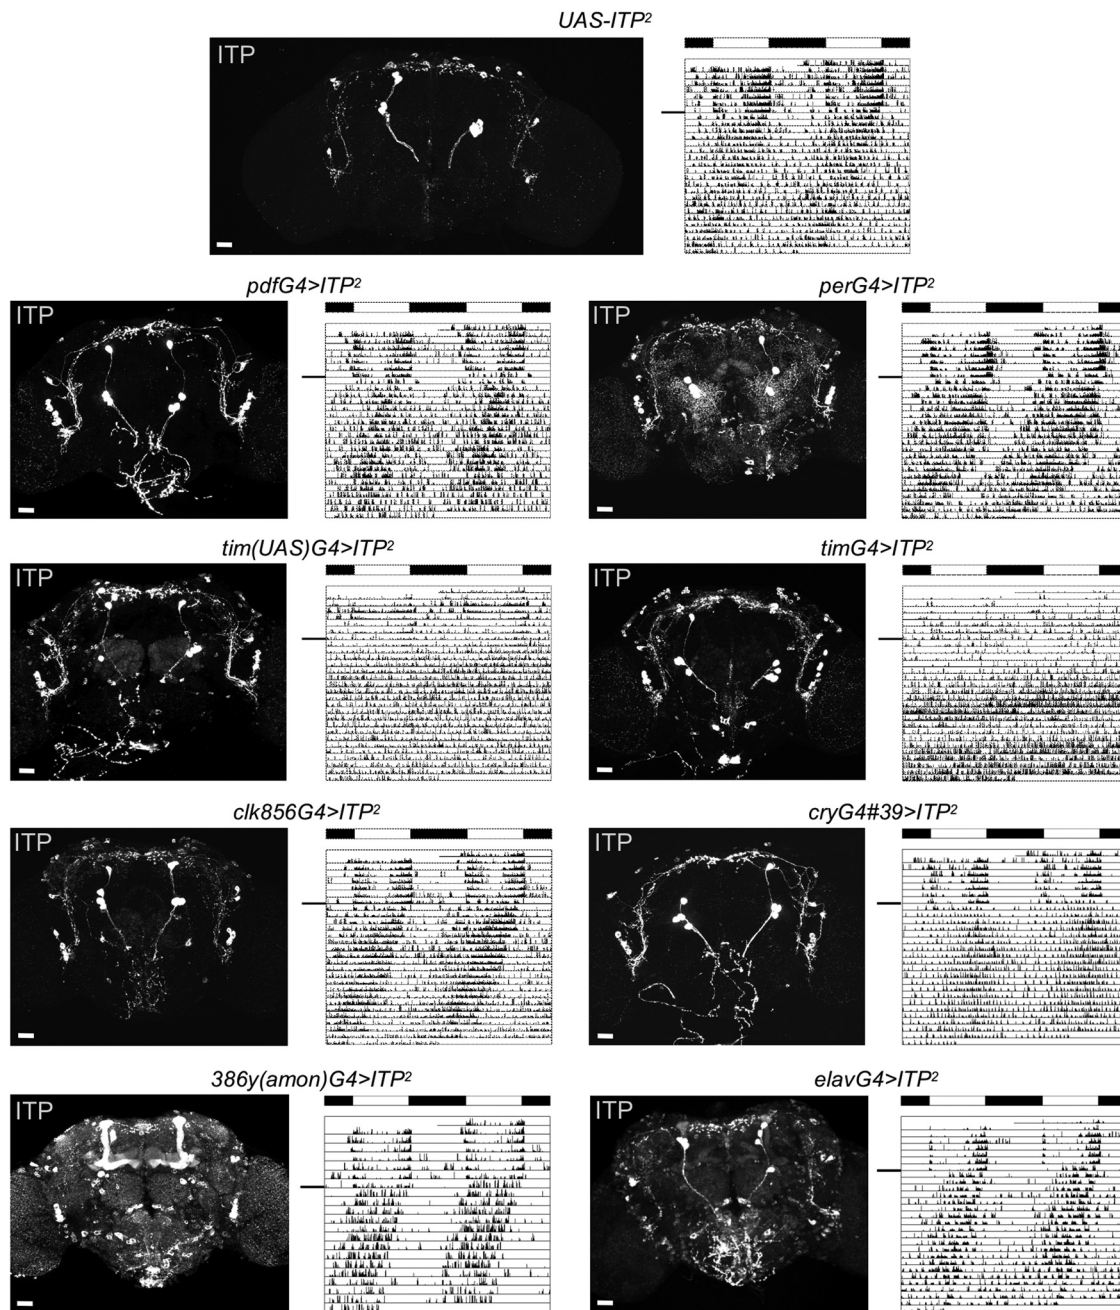 UAS-ITP²
ITP
pdfG4>ITP²
perG4>ITP²
ITP
ITP
tim(UAS)G4>ITP²
timG4>ITP²
ITP
ITP
clk856G4>ITP²
cryG4#39>ITP²
ITP
ITP
386y(amon)G4>ITP²
elavG4>ITP²
ITP
ITP